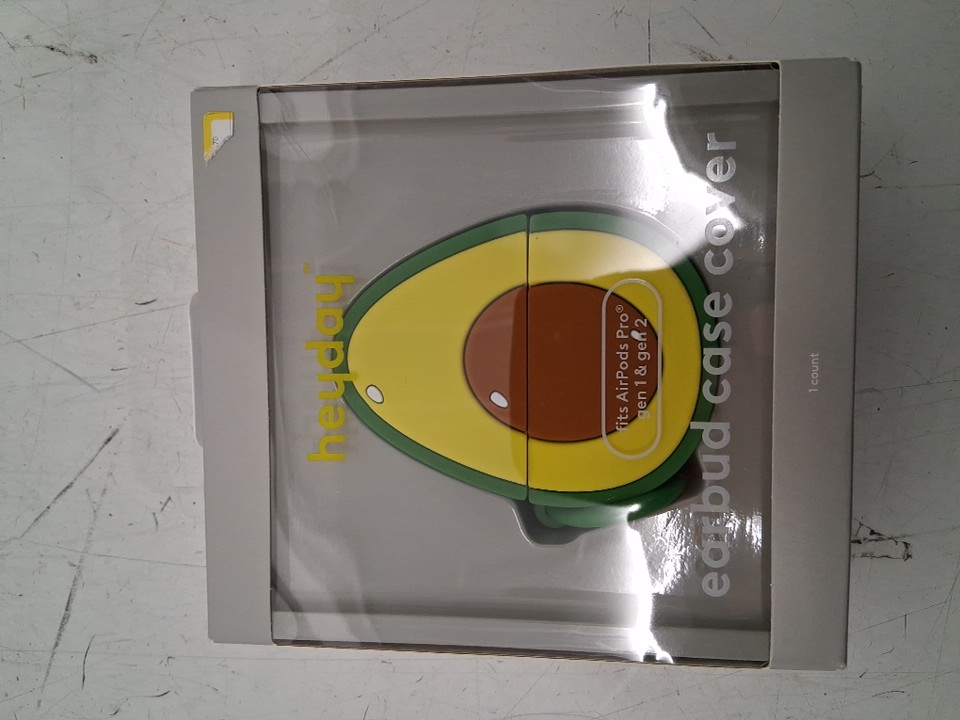 heyday™
fits AirPods Pro®
gen 1 & gen 2
earbud case cover
1 count